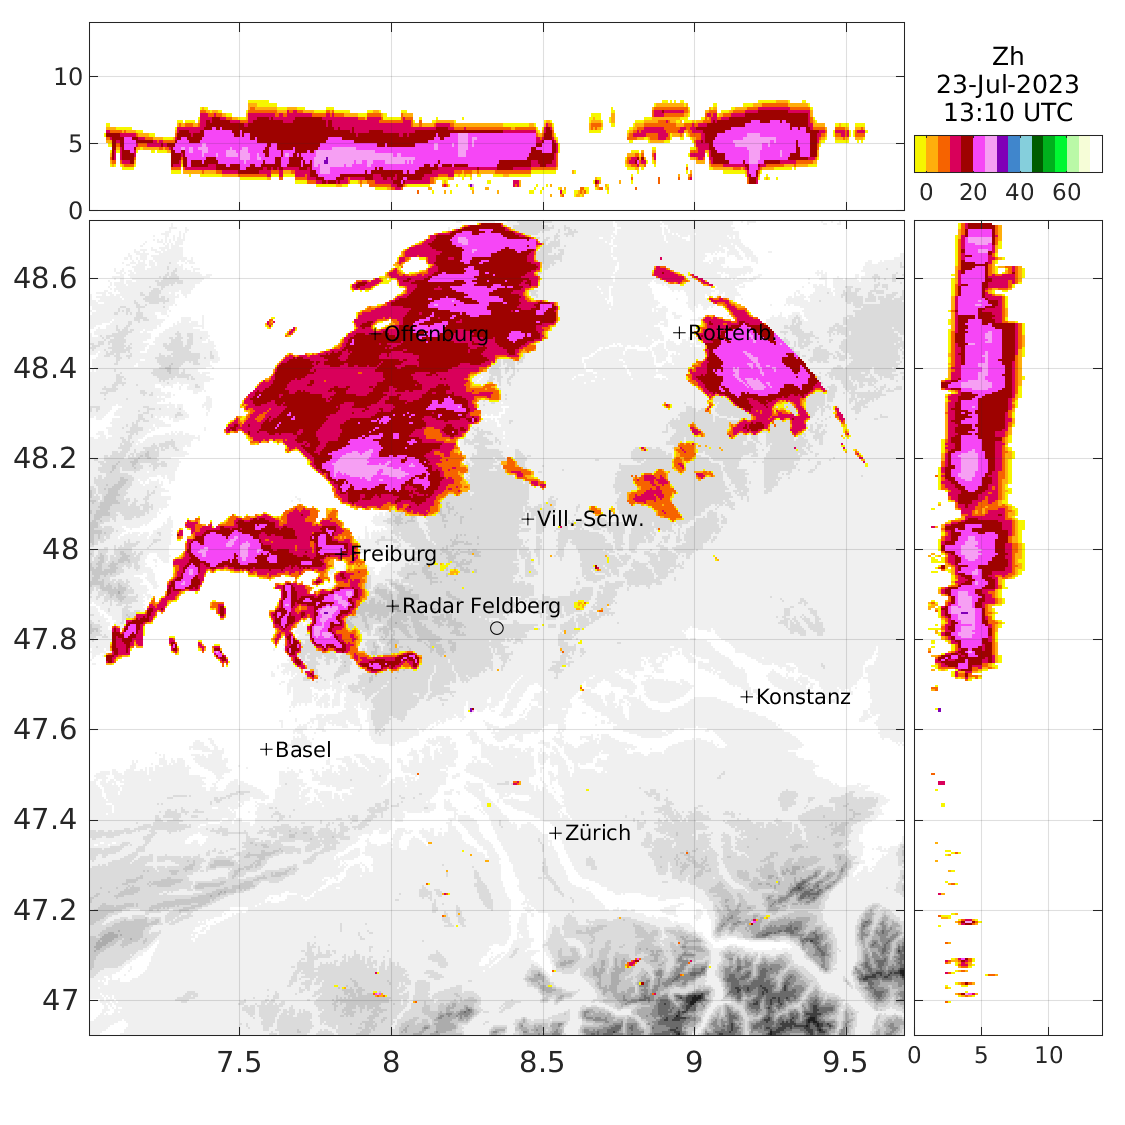 10
5
0
Zh
23-Jul-2023
13:10 UTC
0 20 40 60
48.6
48.4
48.2
48
47.8
47.6
47.4
47.2
47
Offenburg
Rottenb.
Vill.-Schw.
Freiburg
Radar Feldberg
Konstanz
Basel
Zürich
7.5 8 8.5 9 9.5
0 5 10